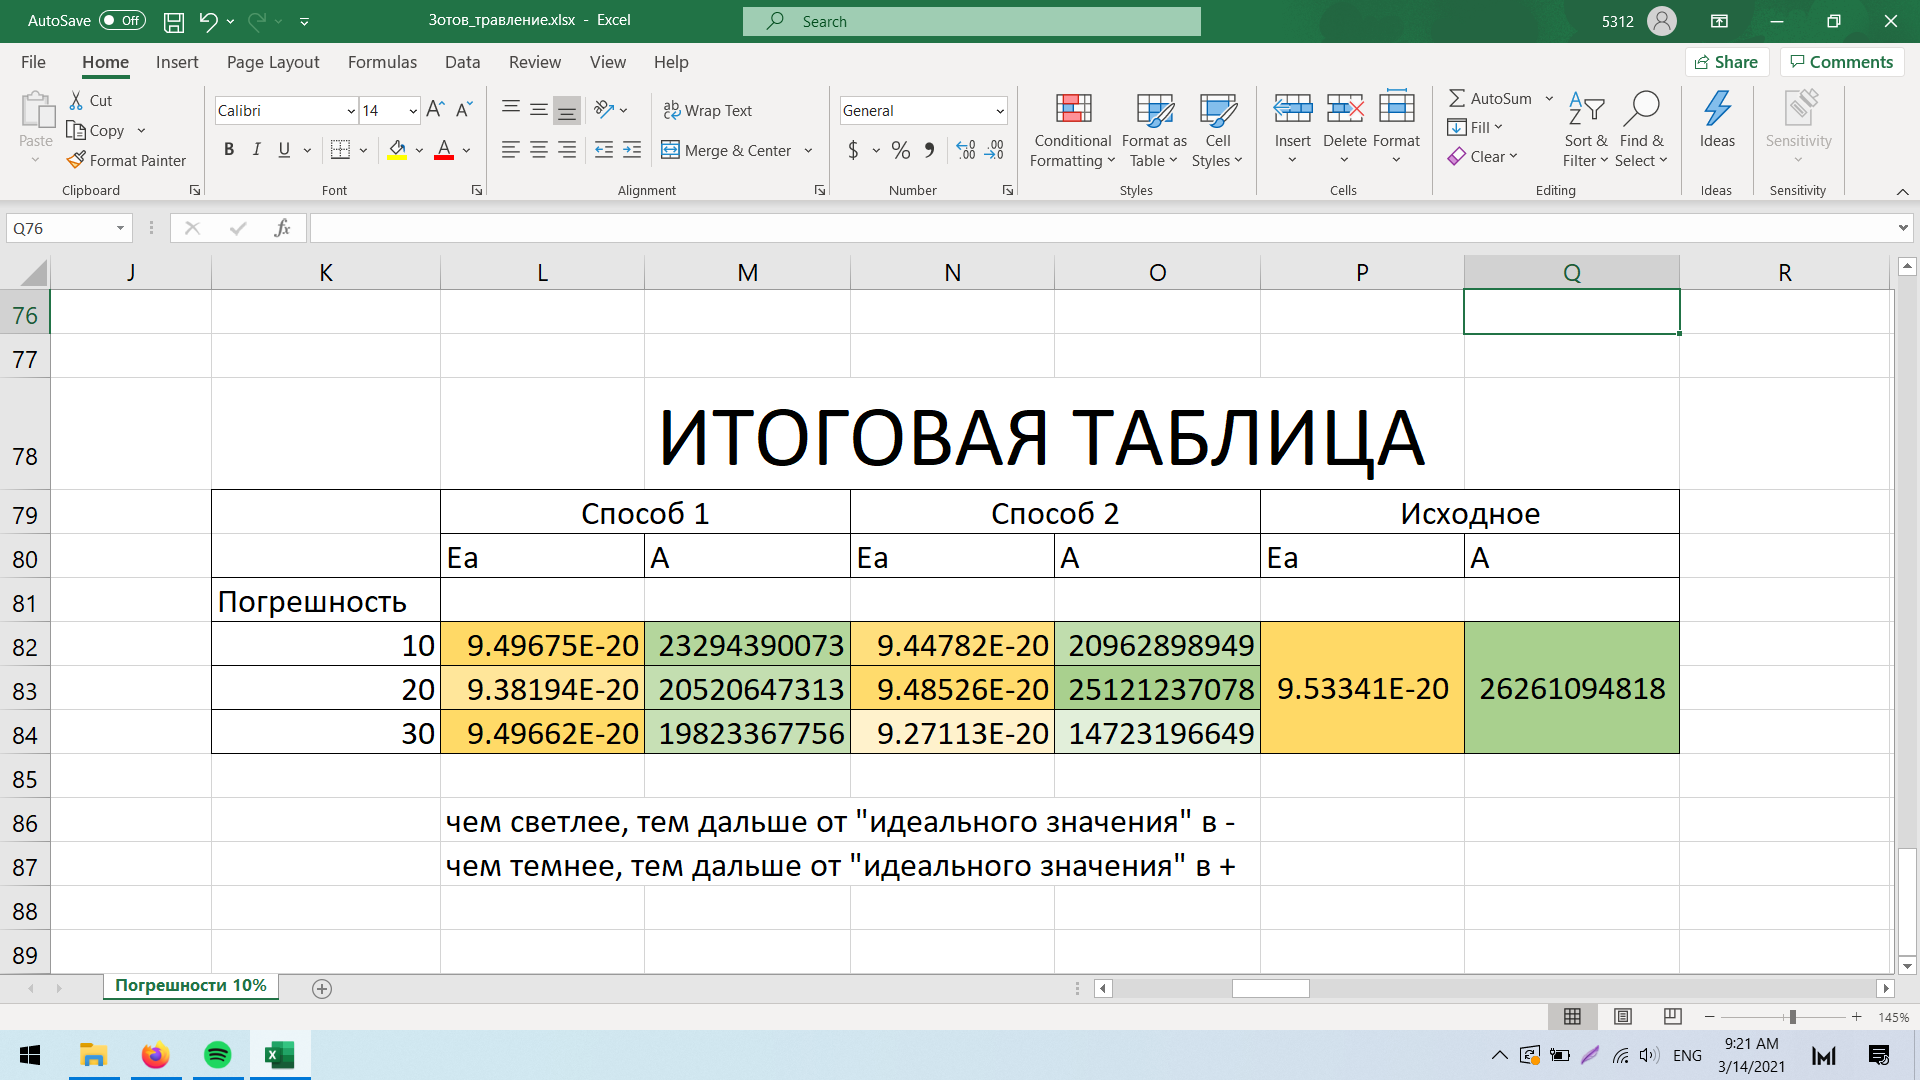 AutoSave Off Зотов_травление.xlsx - Excel Search 5312
File Home Insert Page Layout Formulas Data Review View Help Share Comments
Paste Cut Copy Format Painter Clipboard
Calibri 14 A A B I U A Font
Wrap Text Merge & Center Alignment
General $ % Number
Conditional Formatting Format as Table Cell Styles Styles
Insert Delete Format Cells
AutoSum Fill Clear Sort & Filter Find & Select Editing
Ideas Ideas
Sensitivity Sensitivity
Q76 fx
J K L M N O P Q R
76
77
78 ИТОГОВАЯ ТАБЛИЦА
79 Способ 1 Способ 2 Исходное
80 Ea A Ea A Ea A
81 Погрешность
82 10 9.49675E-20 23294390073 9.44782E-20 20962898949
83 20 9.38194E-20 20520647313 9.48526E-20 25121237078 9.53341E-20 26261094818
84 30 9.49662E-20 19823367756 9.27113E-20 14723196649
85
86 чем светлее, тем дальше от "идеального значения" в -
87 чем темнее, тем дальше от "идеального значения" в +
88
89
Погрешности 10%
145%
ENG 9:21 AM
3/14/2021